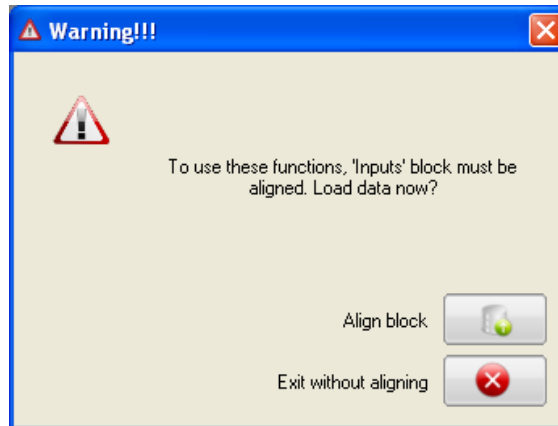 Warning!!!
To use these functions, 'Inputs' block must be
aligned. Load data now?
Align block
Exit without aligning